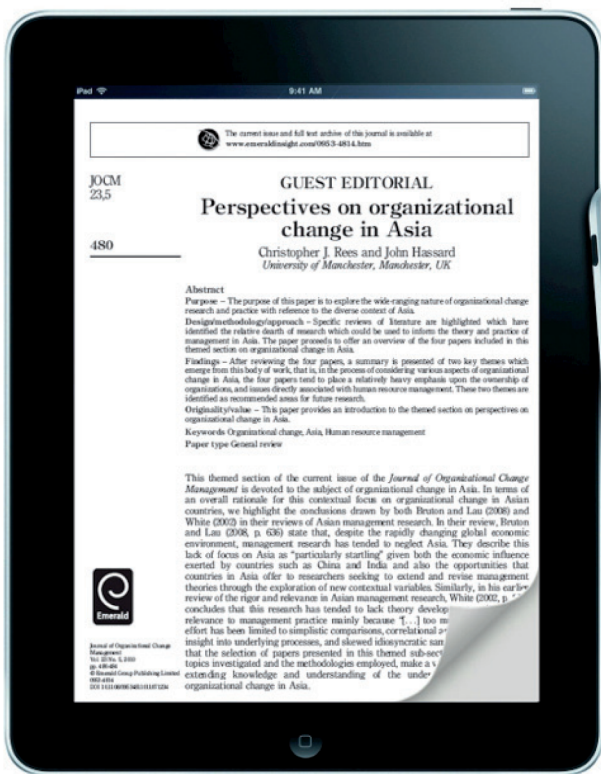 iPad
9:41 AM
The current issue and full text archive of this journal is available at
www.emeraldinsight.com/0953-4814.htm
JOCM
23,5
480
GUEST EDITORIAL
Perspectives on organizational
change in Asia
Christopher J. Rees and John Hassard
University of Manchester, Manchester, UK
Abstract
Purpose – The purpose of this paper is to explore the wide-ranging nature of organizational change
research and practice with reference to the diverse context of Asia.
Design/methodology/approach – Specific reviews of literature are highlighted which have
identified the relative dearth of research which could be used to inform the theory and practice of
management in Asia. The paper proceeds to offer an overview of the four papers included in this
themed section on organizational change in Asia.
Findings – After reviewing the four papers, a summary is presented of two key themes which
emerge from this body of work, that is, in the process of considering various aspects of organizational
change in Asia, the four papers tend to place a relatively heavy emphasis upon the ownership of
organizations, and issues directly associated with human resource management. These two themes are
identified as recommended areas for future research.
Originality/value – This paper provides an introduction to the themed section on perspectives on
organizational change in Asia.
Keywords Organizational change, Asia, Human resource management
Paper type General review
This themed section of the current issue of the Journal of Organizational Change
Management is devoted to the subject of organizational change in Asia. In terms of
an overall rationale for this contextual focus on organizational change in Asian
countries, we highlight the conclusions drawn by both Bruton and Lau (2008) and
White (2002) in their reviews of Asian management research. In their review, Bruton
and Lau (2008, p. 636) state that, despite the rapidly changing global economic
environment, management research has tended to neglect Asia. They describe this
lack of focus on Asia as “particularly startling” given both the economic influence
exerted by countries such as China and India and also the opportunities that
countries in Asia offer to researchers seeking to extend and revise management
theories through the exploration of new contextual variables. Similarly, in his earlier
review of the rigor and relevance in Asian management research, White (2002, p.
concludes that this research has tended to lack theory develop
relevance to management practice mainly because “[...] too m
effort has been limited to simplistic comparisons, correlational a
insight into underlying processes, and skewed idiosyncratic sam
that the selection of papers presented in this themed sub-sect
topics investigated and the methodologies employed, make a v
extending knowledge and understanding of the unde
organizational change in Asia.
Emerald
Journal of Organizational Change
Management
Vol. 23 No. 5, 2010
© Emerald Group Publishing Limited
0953-4814